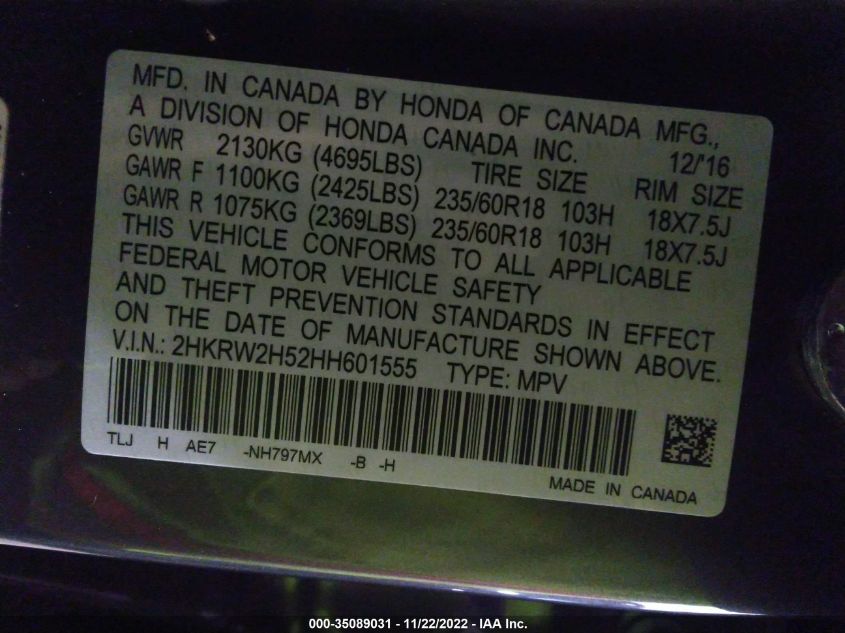 MFD. IN CANADA BY HONDA OF CANADA MFG.,
A DIVISION OF HONDA CANADA INC. 12/'16
GVWR 2130KG (4695LBS) TIRE SIZE RIM SIZE
GAWR F 1100KG (2425LBS) 235/60R18 103H 18X7.5J
GAWR R 1075KG (2369LBS) 235/60R18 103H 18X7.5J
THIS VEHICLE CONFORMS TO ALL APPLICABLE
FEDERAL MOTOR VEHICLE SAFETY
AND THEFT PREVENTION STANDARDS IN EFFECT
ON THE DATE OF MANUFACTURE SHOWN ABOVE.
V.I.N.: 2HKRW2H52HH601555 TYPE: MPV
TLJ H AE7 -NH797MX -B -H
MADE IN CANADA
000-35089031 - 11/22/2022 - IAA Inc.